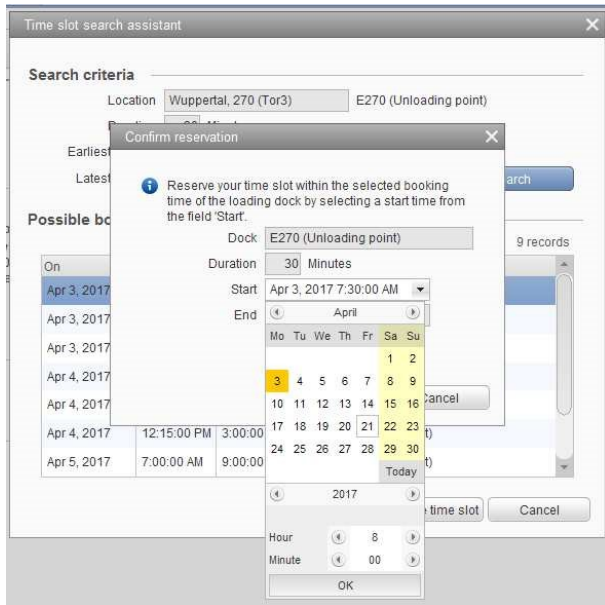 Time slot search assistant
Search criteria
Location Wuppertal, 270 (Tor3) E270 (Unloading point)
Earliest
Latest
arch
Possible bo
9 records
On
Apr 3, 2017
Apr 3, 2017
Apr 3, 2017
Apr 4, 2017
Apr 4, 2017
Apr 4, 2017 12:15:00 PM 3:00:00 t)
Apr 5, 2017 7:00:00 AM 9:00:00 t)
time slot Cancel
Confirm reservation
Reserve your time slot within the selected booking
time of the loading dock by selecting a start time from
the field 'Start'.
Dock E270 (Unloading point)
Duration 30 Minutes
Start Apr 3, 2017 7:30:00 AM
End
Cancel
April
Mo Tu We Th Fr Sa Su
1 2
3 4 5 6 7 8 9
10 11 12 13 14 15 16
17 18 19 20 21 22 23
24 25 26 27 28 29 30
Today
2017
Hour 8
Minute 00
OK